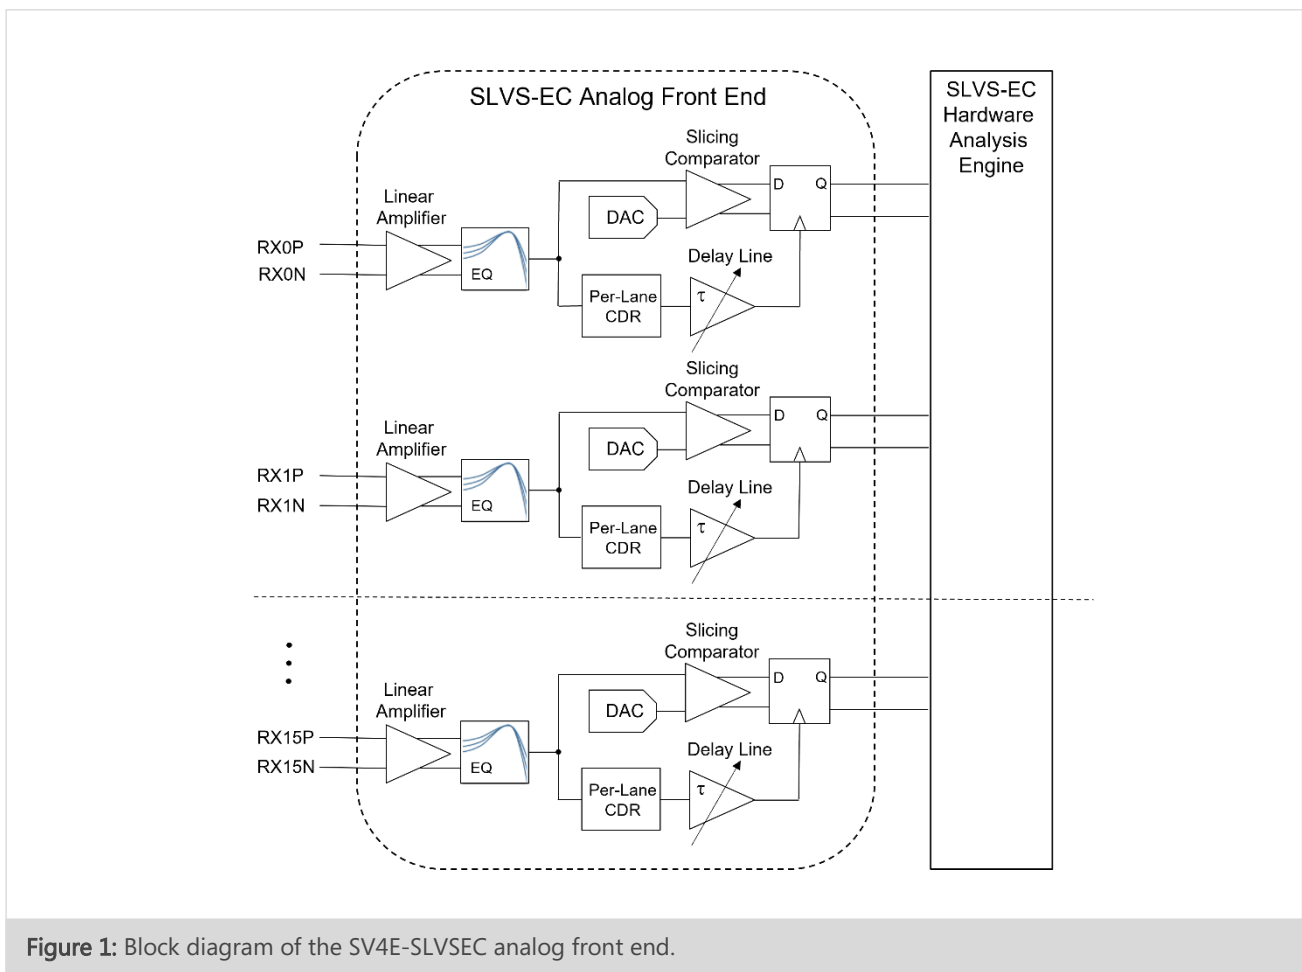 SLVS-EC Analog Front End
SLVS-EC
Hardware
Analysis
Engine
Slicing
Comparator
Linear
Amplifier
RX0P
RX0N
EQ
DAC
D
Q
Delay Line
Per-Lane
CDR
τ
Slicing
Comparator
Linear
Amplifier
RX1P
RX1N
EQ
DAC
D
Q
Delay Line
Per-Lane
CDR
τ
Slicing
Comparator
Linear
Amplifier
RX15P
RX15N
EQ
DAC
D
Q
Delay Line
Per-Lane
CDR
τ
Figure 1: Block diagram of the SV4E-SLVSEC analog front end.